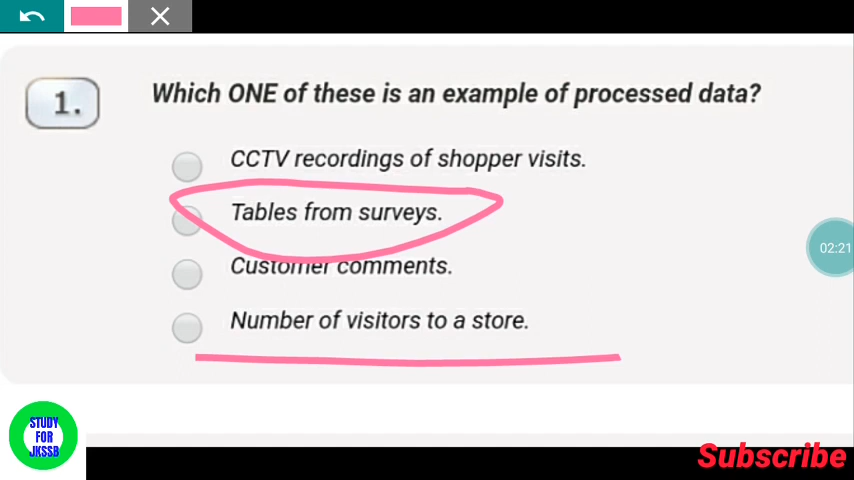 1.
Which ONE of these is an example of processed data?
CCTV recordings of shopper visits.
Tables from surveys.
Customer comments.
Number of visitors to a store.
02:21
STUDY
FOR
JKSSB
Subscribe